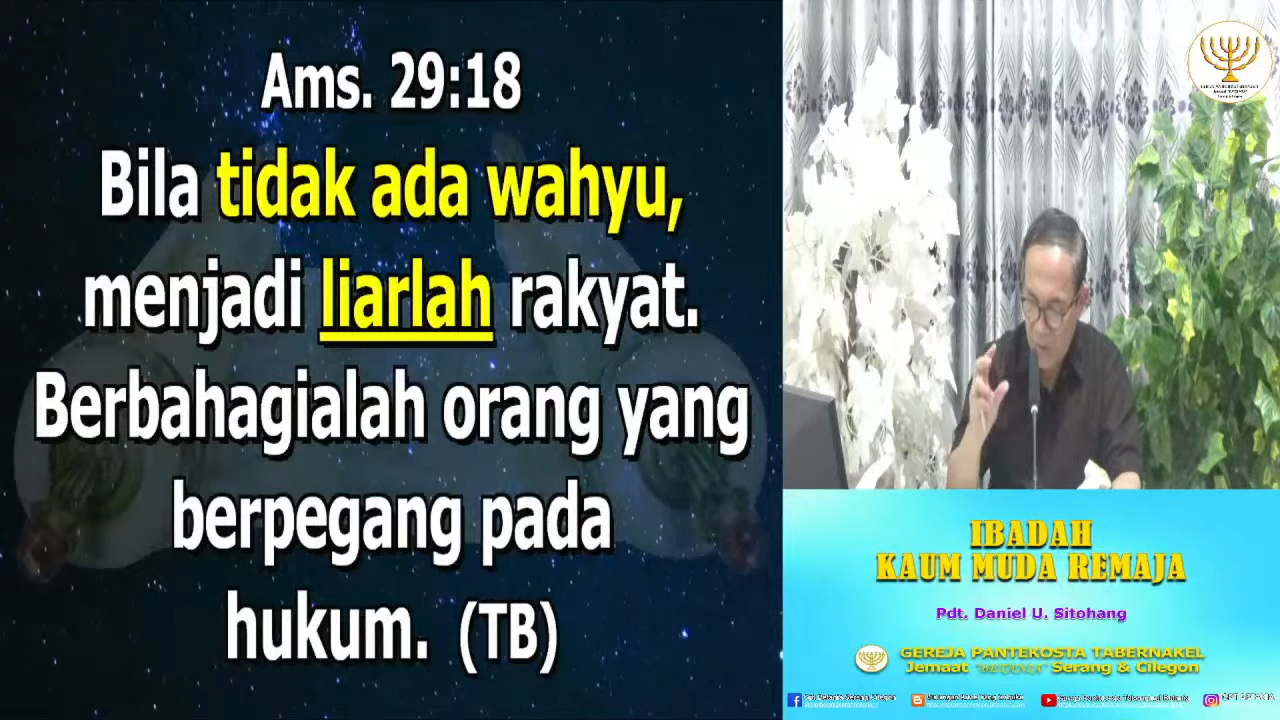 Ams. 29:18
Bila tidak ada wahyu,
menjadi liarlah rakyat.
Berbahagialah orang yang
berpegang pada
hukum. (TB)
IBADAH
KAUM MUDA REMAJA
Pdt. Daniel U. Sitohang
GEREJA PANTEKOSTA TABERNAKEL
Jemaat "BETANIA" Serang & Cilegon